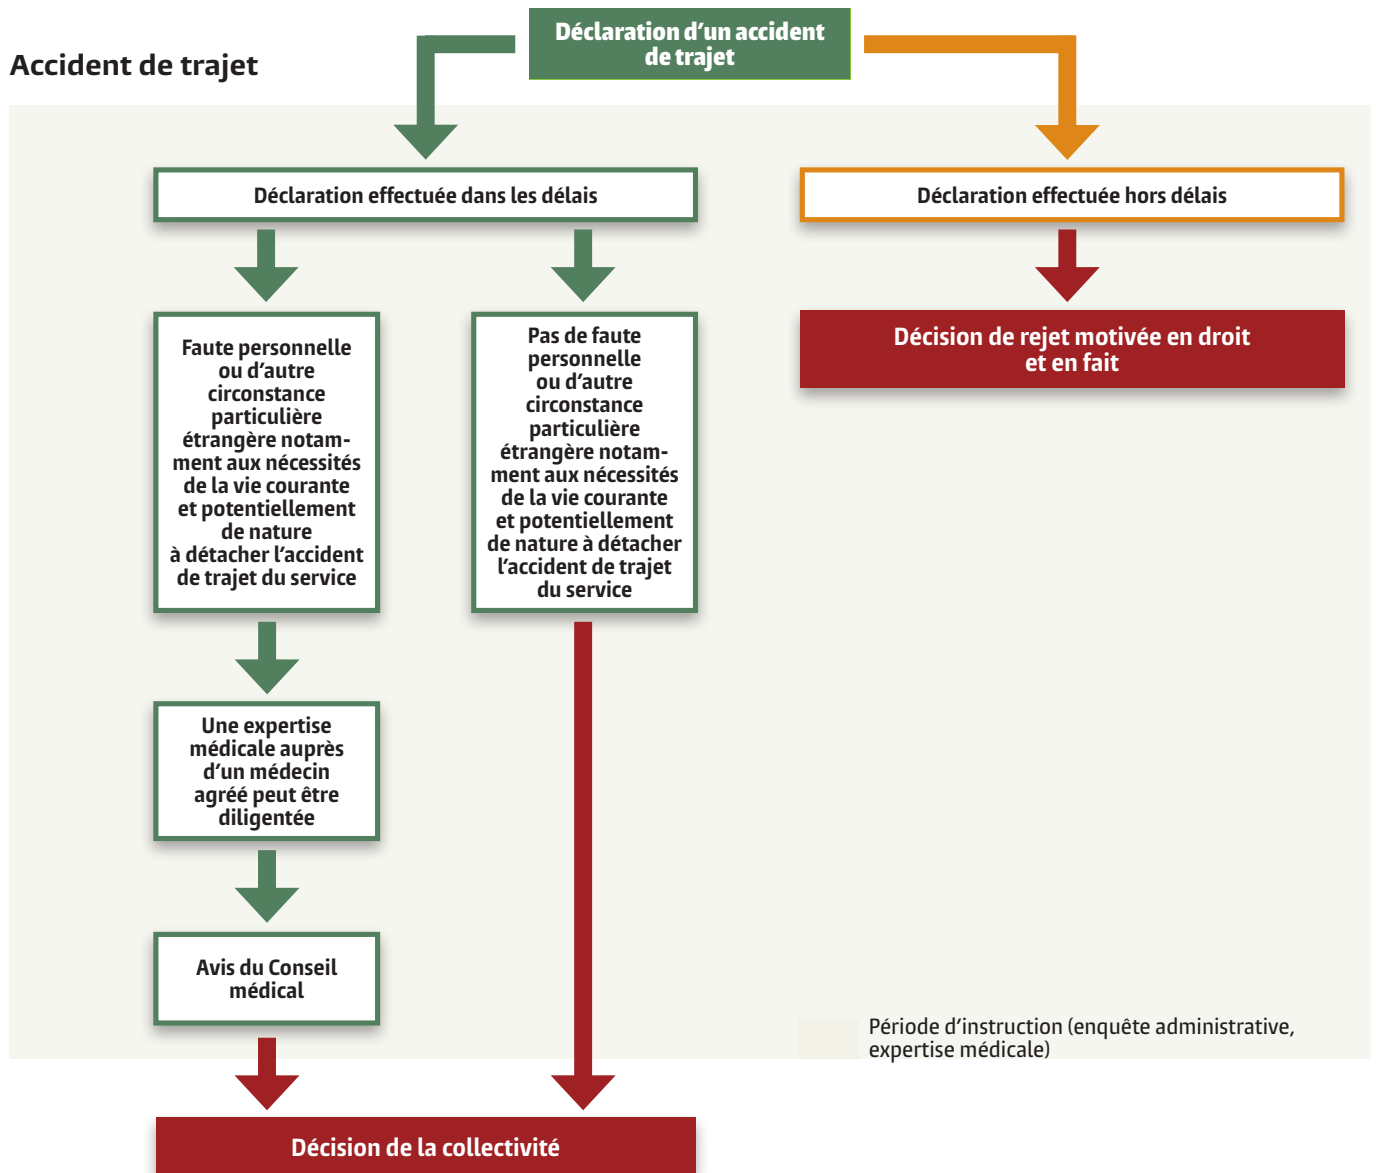 Déclaration d'un accident
de trajet
Accident de trajet
Déclaration effectuée dans les délais
Déclaration effectuée hors délais
Faute personnelle
ou d'autre
circonstance
particulière
étrangère notam-
ment aux nécessités
de la vie courante
et potentiellement
de nature
à détacher l'accident
de trajet du service
Pas de faute
personnelle
ou d'autre
circonstance
particulière
étrangère notam-
ment aux nécessités
de la vie courante
et potentiellement
de nature à détacher
l'accident de trajet
du service
Décision de rejet motivée en droit
et en fait
Une expertise
médicale auprès
d'un médecin
agréé peut être
diligentée
Avis du Conseil
médical
Période d'instruction (enquête administrative,
expertise médicale)
Décision de la collectivité